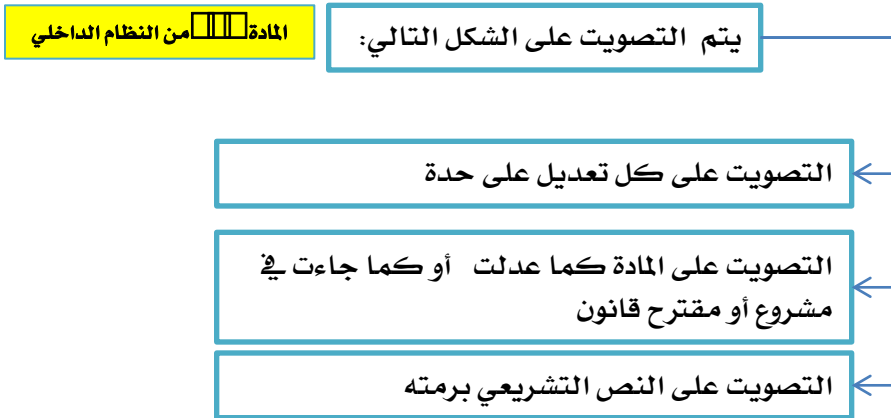 يتم التصويت على الشكل التالي:
المادة من النظام الداخلي
التصويت على كل تعديل على حدة
التصويت على المادة كما عدلت أو كما جاءت في
مشروع أو مقترح قانون
التصويت على النص التشريعي برمته